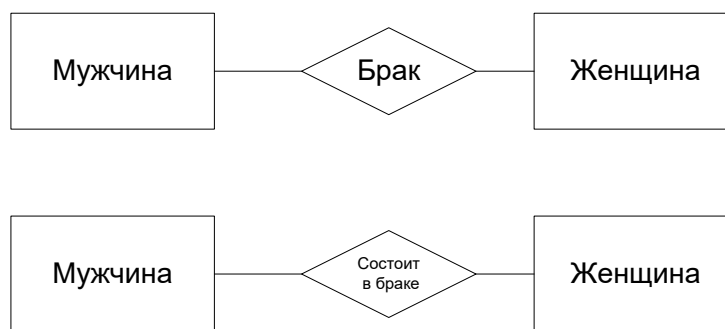 Мужчина
Брак
Женщина
Мужчина
Состоит
в браке
Женщина